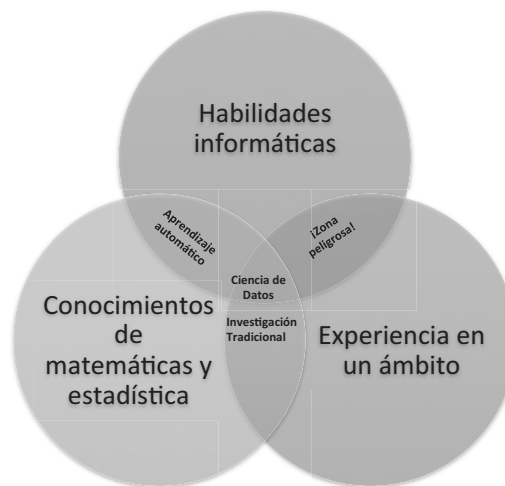 Habilidades
informáticas
Aprendizaje
automático
¡Zona
peligrosa!
Ciencia de
Datos
Investigación
Tradicional
Conocimientos
de
matemáticas y
estadística
Experiencia en
un ámbito